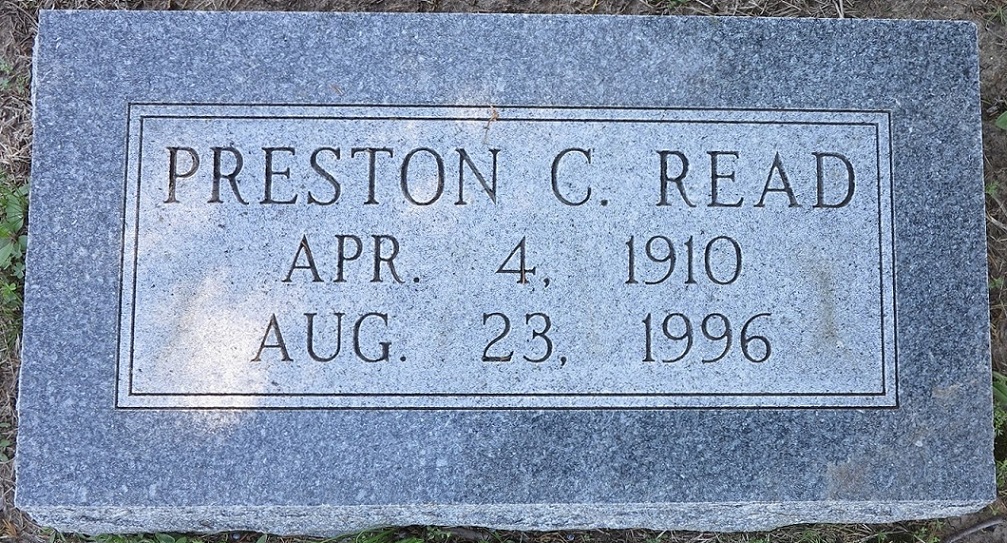 PRESTON C. READ
APR. 4, 1910
AUG. 23, 1996